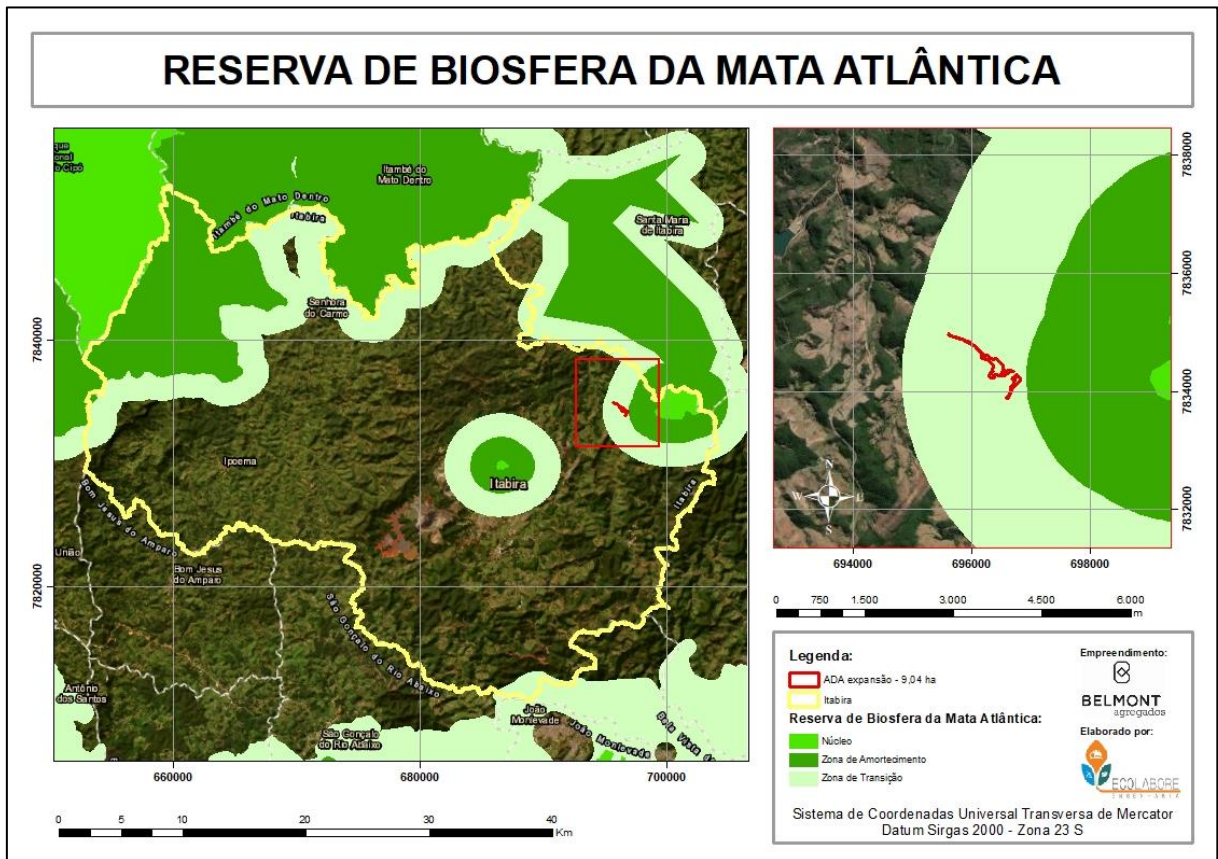 RESERVA DE BIOSFERA DA MATA ATLÂNTICA
Itambé do
Mato Dentro
Itambé do Mato Dentro
Itabira
Santa Maria
de Itabira
Senhora
do Carmo
Ipoema
Itabira
Itabira
Bom Jesus do Amparo
União
Bom Jesus
do Amparo
São Gonçalo do Rio Abaixo
Antônio
dos Santos
São Gonçalo
do Rio Abaixo
João
Monlevade
João Monlevade
7840000
7820000
660000
680000
700000
0 5 10 20 30 40
Km
7838000
7836000
7834000
7832000
694000
696000
698000
N
W
L
S
0 750 1.500 3.000 4.500 6.000
m
Legenda:
ADA expansão - 9,04 ha
Itabira
Reserva de Biosfera da Mata Atlântica:
Núcleo
Zona de Amortecimento
Zona de Transição
Empreendimento:
BELMONT
agregados
Elaborado por:
ECOLABORE
ENGENHARIA
Sistema de Coordenadas Universal Transversa de Mercator
Datum Sirgas 2000 - Zona 23 S